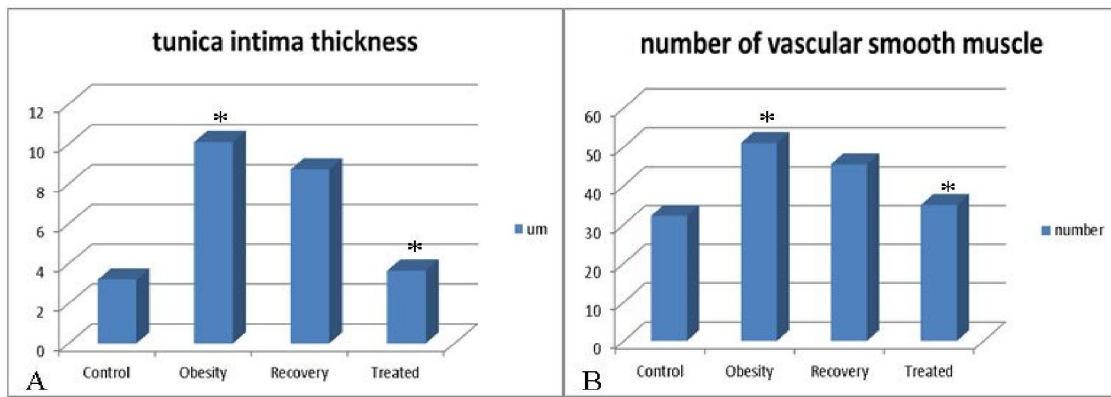 tunica intima thickness
12
10
8
6
4
2
0
*
*
um
Control Obesity Recovery Treated
A
number of vascular smooth muscle
60
50
40
30
20
10
0
*
*
number
Control Obesity Recovery Treated
B